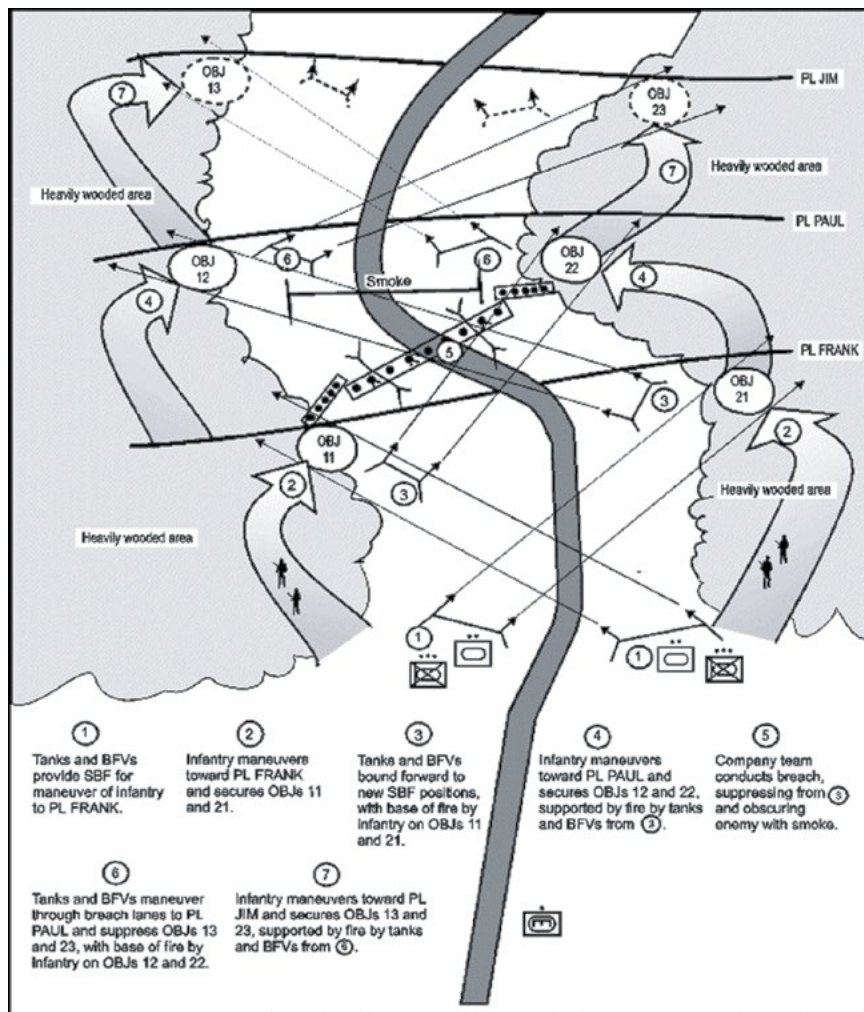 OBJ
13
PL JIM
OBJ
23
7
Heavily wooded area
7
Heavily wooded area
PL PAUL
OBJ
12
6
6
OBJ
22
Smoke
4
4
5
PL FRANK
OBJ
21
3
OBJ
11
2
3
2
Heavily wooded area
Heavily wooded area
1
1
1
Tanks and BFVs
provide SBF for
maneuver of infantry
to PL FRANK.
2
Infantry maneuvers
toward PL FRANK
and secures OBJs 11
and 21.
3
Tanks and BFVs
bound forward to
new SBF positions,
with base of fire by
infantry on OBJs 11
and 21.
4
Infantry maneuvers
toward PL PAUL and
secures OBJs 12 and 22,
supported by fire by tanks
and BFVs from 3.
5
Company team
conducts breach,
suppressing from 3
and obscuring
enemy with smoke.
6
Tanks and BFVs maneuver
through breach lanes to PL
PAUL and suppress OBJs 13
and 23, with base of fire by
Infantry on OBJs 12 and 22.
7
Infantry maneuvers toward PL
JIM and secures OBJs 13 and
23, supported by fire by tanks
and BFVs from 6.
E